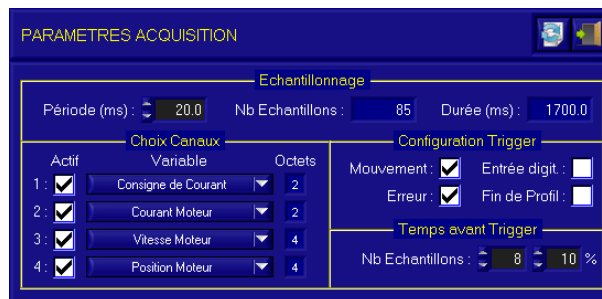 PARAMETRES ACQUISITION
Echantillonnage
Période (ms) : 20.0 Nb Echantillons : 85 Durée (ms) : 1700.0
Choix Canaux
Actif Variable Octets
1 : Consigne de Courant 2
2 : Courant Moteur 2
3 : Vitesse Moteur 4
4 : Position Moteur 4
Configuration Trigger
Mouvement : Entrée digit. :
Erreur : Fin de Profil :
Temps avant Trigger
Nb Echantillons : 8 10 %